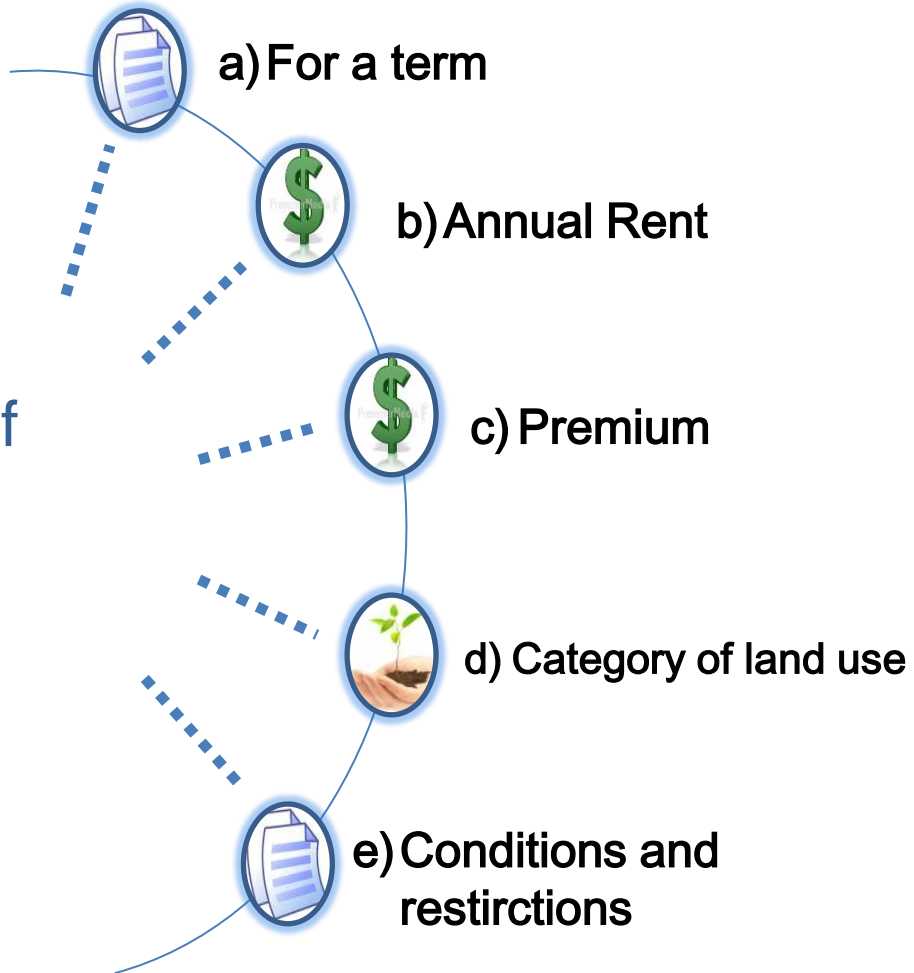 a) For a term
b) Annual Rent
f
c) Premium
d) Category of land use
e) Conditions and
restirctions